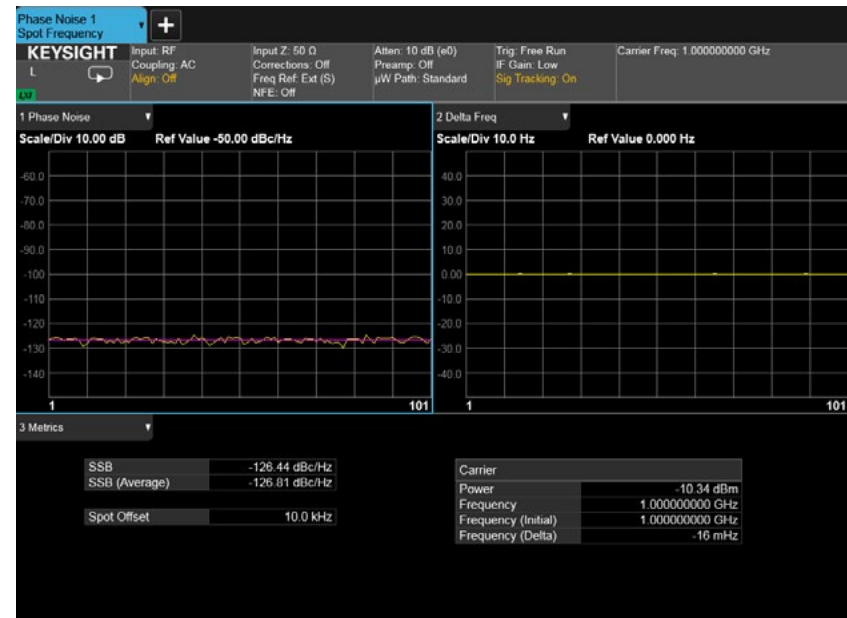 Phase Noise 1
Spot Frequency
KEYSIGHT
L
LXI
Input: RF
Coupling: AC
Align: Off
Input Z: 50 Ω
Corrections: Off
Freq Ref: Ext (S)
NFE: Off
Atten: 10 dB (e0)
Preamp: Off
µW Path: Standard
Trig: Free Run
IF Gain: Low
Sig Tracking: On
Carrier Freq: 1.000000000 GHz
1 Phase Noise
Scale/Div 10.00 dB Ref Value -50.00 dBc/Hz
-60.0
-70.0
-80.0
-90.0
-100
-110
-120
-130
-140
1 101
2 Delta Freq
Scale/Div 10.0 Hz Ref Value 0.000 Hz
40.0
30.0
20.0
10.0
0.00
-10.0
-20.0
-30.0
-40.0
1 101
3 Metrics
SSB -126.44 dBc/Hz
SSB (Average) -126.81 dBc/Hz
Spot Offset 10.0 kHz
Carrier
Power -10.34 dBm
Frequency 1.000000000 GHz
Frequency (Initial) 1.000000000 GHz
Frequency (Delta) -16 mHz